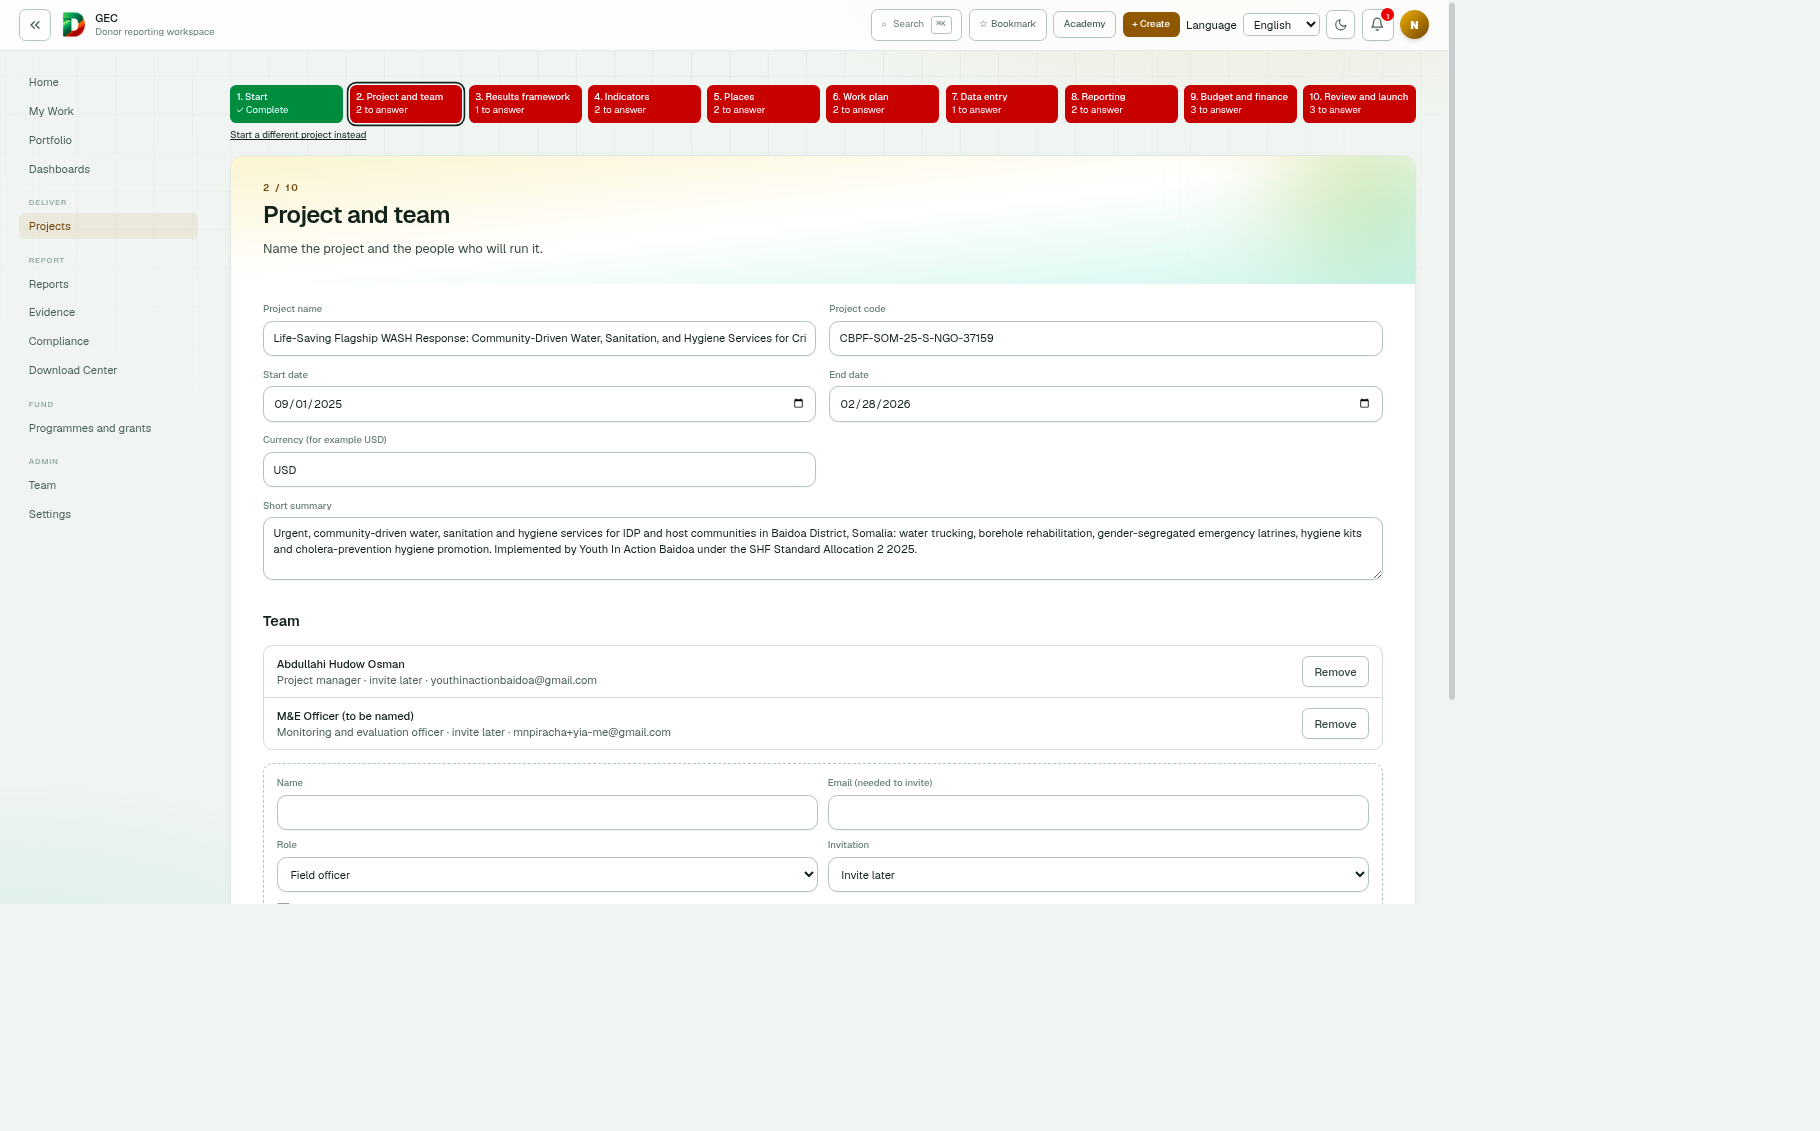 GEC
Donor reporting workspace
Search ⌘K
☆ Bookmark
Academy
+ Create
Language
English
1
N
Home
My Work
Portfolio
Dashboards
DELIVER
Projects
REPORT
Reports
Evidence
Compliance
Download Center
FUND
Programmes and grants
ADMIN
Team
Settings
1. Start
✓ Complete
2. Project and team
2 to answer
3. Results framework
1 to answer
4. Indicators
2 to answer
5. Places
2 to answer
6. Work plan
2 to answer
7. Data entry
1 to answer
8. Reporting
2 to answer
9. Budget and finance
3 to answer
10. Review and launch
3 to answer
Start a different project instead
2 / 10
Project and team
Name the project and the people who will run it.
Project name
Life-Saving Flagship WASH Response: Community-Driven Water, Sanitation, and Hygiene Services for Cri
Project code
CBPF-SOM-25-S-NGO-37159
Start date
09/01/2025
End date
02/28/2026
Currency (for example USD)
USD
Short summary
Urgent, community-driven water, sanitation and hygiene services for IDP and host communities in Baidoa District, Somalia: water trucking, borehole rehabilitation, gender-segregated emergency latrines, hygiene kits
and cholera-prevention hygiene promotion. Implemented by Youth In Action Baidoa under the SHF Standard Allocation 2 2025.
Team
Abdullahi Hudow Osman
Project manager · invite later · youthinactionbaidoa@gmail.com
Remove
M&E Officer (to be named)
Monitoring and evaluation officer · invite later · mnpiracha+yia-me@gmail.com
Remove
Name
Email (needed to invite)
Role
Field officer
Invitation
Invite later